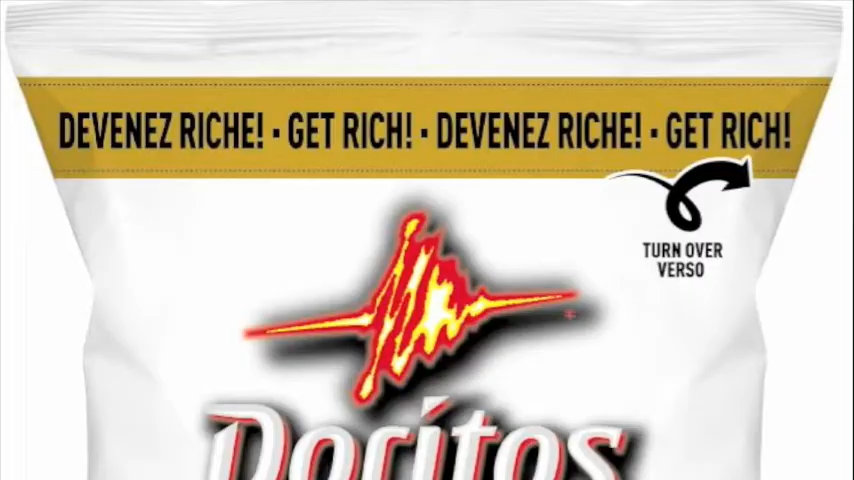 DEVENEZ RICHE! · GET RICH! · DEVENEZ RICHE! · GET RICH!
TURN OVER
VERSO
Doritos